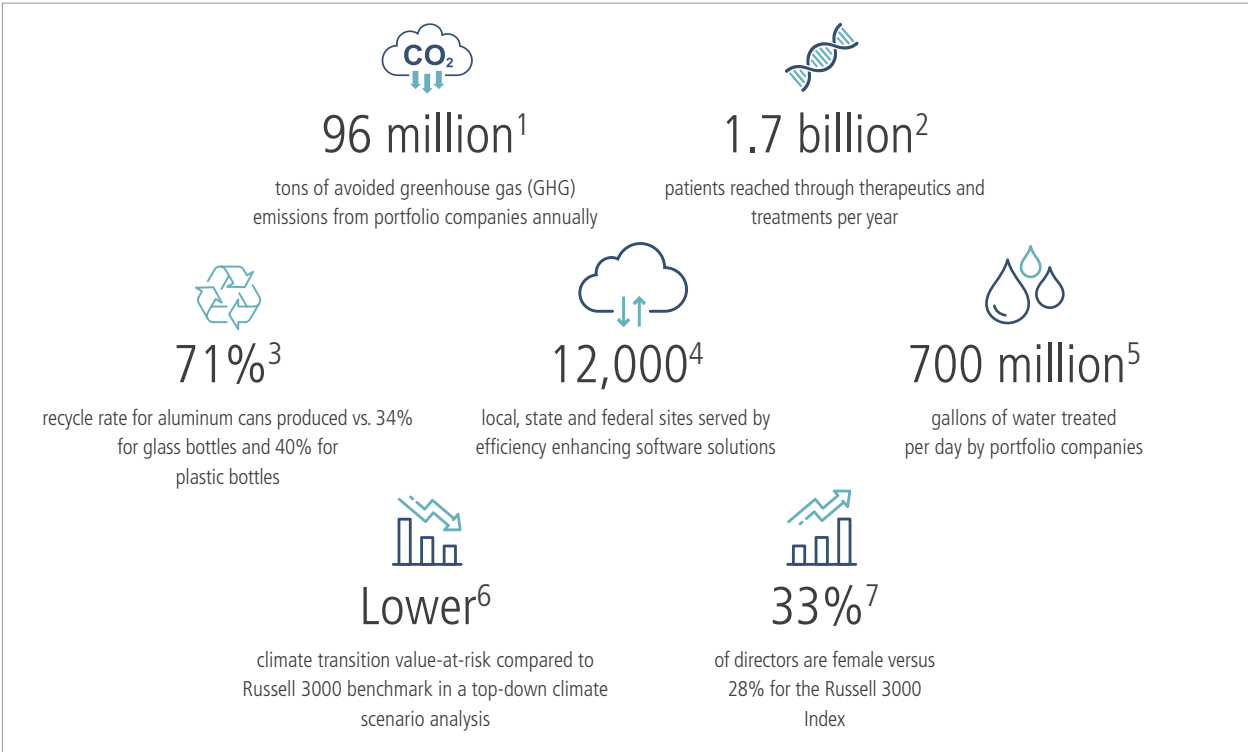 CO₂
96 million¹
tons of avoided greenhouse gas (GHG)
emissions from portfolio companies annually
1.7 billion²
patients reached through therapeutics and
treatments per year
71%³
recycle rate for aluminum cans produced vs. 34%
for glass bottles and 40% for
plastic bottles
12,000⁴
local, state and federal sites served by
efficiency enhancing software solutions
700 million⁵
gallons of water treated
per day by portfolio companies
Lower⁶
climate transition value-at-risk compared to
Russell 3000 benchmark in a top-down climate
scenario analysis
33%⁷
of directors are female versus
28% for the Russell 3000
Index